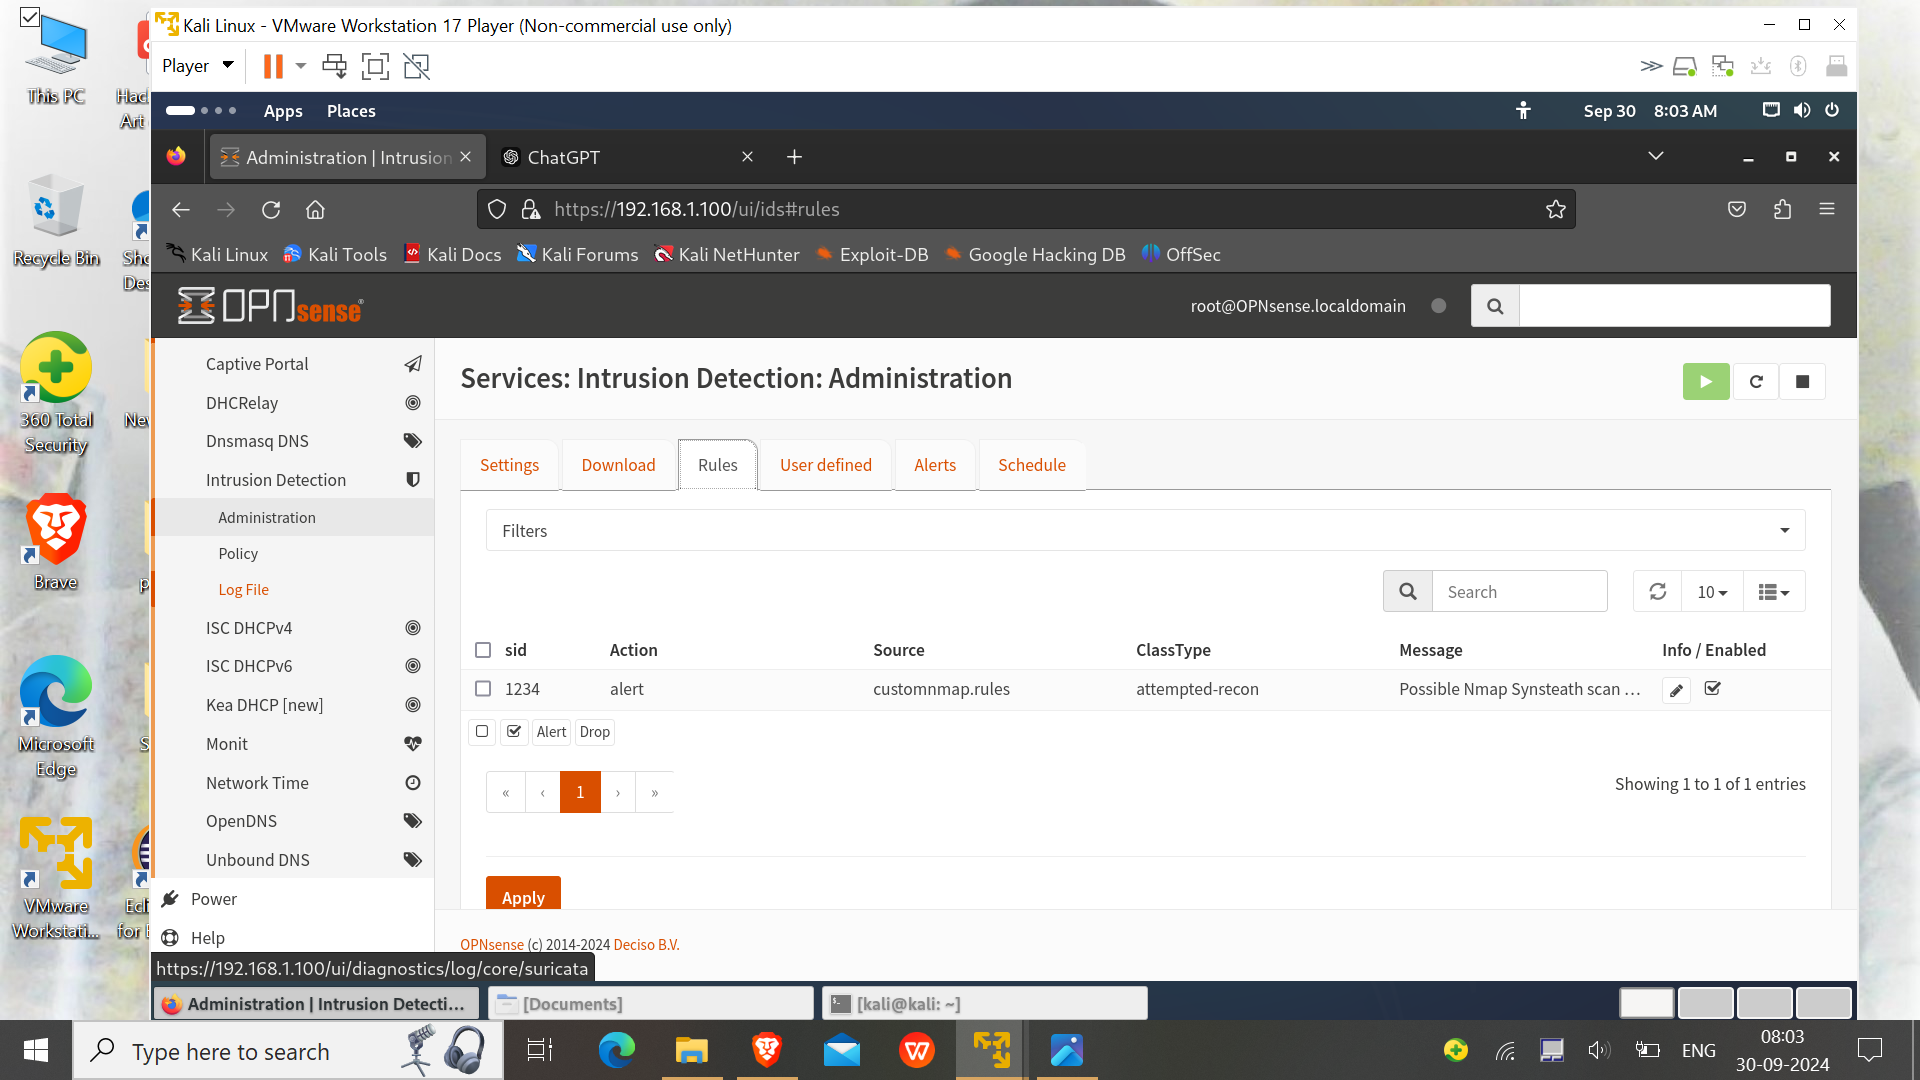 Kali Linux - VMware Workstation 17 Player (Non-commercial use only)
Player
Apps Places
Sep 30 8:03 AM
Administration | Intrusion
ChatGPT
https://192.168.1.100/ui/ids#rules
Kali Linux
Kali Tools
Kali Docs
Kali Forums
Kali NetHunter
Exploit-DB
Google Hacking DB
OffSec
OPNsense
root@OPNsense.localdomain
Captive Portal
DHCRelay
Dnsmasq DNS
Intrusion Detection
Administration
Policy
Log File
ISC DHCPv4
ISC DHCPv6
Kea DHCP [new]
Monit
Network Time
OpenDNS
Unbound DNS
Power
Help
Services: Intrusion Detection: Administration
Settings
Download
Rules
User defined
Alerts
Schedule
Filters
Search
10
sid Action Source ClassType Message Info / Enabled
1234 alert customnmap.rules attempted-recon Possible Nmap Synsteath scan ...
Alert Drop
« ‹ 1 › »
Showing 1 to 1 of 1 entries
Apply
OPNsense (c) 2014-2024 Deciso B.V.
https://192.168.1.100/ui/diagnostics/log/core/suricata
Administration | Intrusion Detecti...
[Documents]
[kali@kali: ~]
This PC
Recycle Bin
360 Total
Security
Brave
Microsoft
Edge
VMware
Workstati...
Art
for
Type here to search
ENG
08:03
30-09-2024